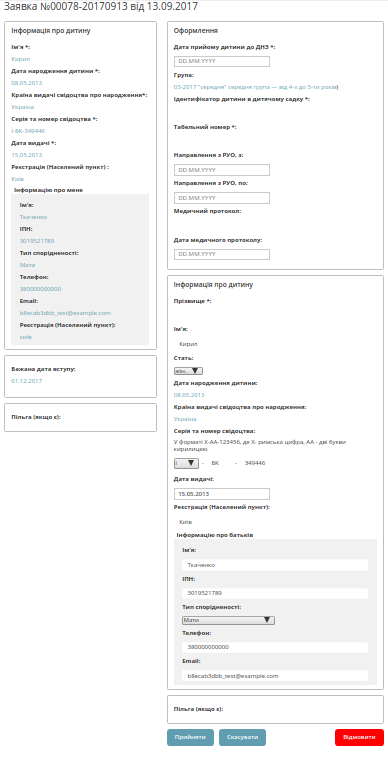 Заявка №00078-20170913 від 13.09.2017
Інформація про дитину
Ім'я *:
Кирил
Дата народження дитини *:
08.05.2013
Країна видачі свідоцтва про народження*:
Україна
Серія та номер свідоцтва *:
I-БК-349446
Дата видачі *:
15.05.2013
Реєстрація (Населений пункт) :
Київ
Інформацію про мене
Ім'я:
Ткаченко
ІПН:
3019521789
Тип спорідненості:
Мати
Телефон:
380000000000
Email:
b8ecab3dbb_test@example.com
Реєстрація (Населений пункт):
київ
Бажана дата вступу:
01.12.2017
Пільга (якщо є):
Оформлення
Дата прийому дитини до ДНЗ *:
DD.MM.YYYY
Група:
03-2017 "середня" середня група — від 4-х до 5-ти років)
Ідентифікатор дитини в дитячому садку *:
Табельний номер *:
Направлення з РУО, з:
DD.MM.YYYY
Направлення з РУО, по:
DD.MM.YYYY
Медичний протокол:
Дата медичного протоколу:
DD.MM.YYYY
Інформація про дитину
Прізвище *:
Ім'я:
Кирил
Стать:
Дата народження дитини:
08.05.2013
Країна видачі свідоцтва про народження:
Україна
Серія та номер свідоцтва:
У форматі X-AA-123456, де X- римська цифра, AA - дві букви
кирилицею
I - БК - 349446
Дата видачі:
15.05.2013
Реєстрація (Населений пункт):
Київ
Інформацію про батьків
Ім'я:
Ткаченко
ІПН:
3019521789
Тип спорідненості:
Мати
Телефон:
380000000000
Email:
b8ecab3dbb_test@example.com
Пільга (якщо є):
Прийняти
Скасувати
Відмовити